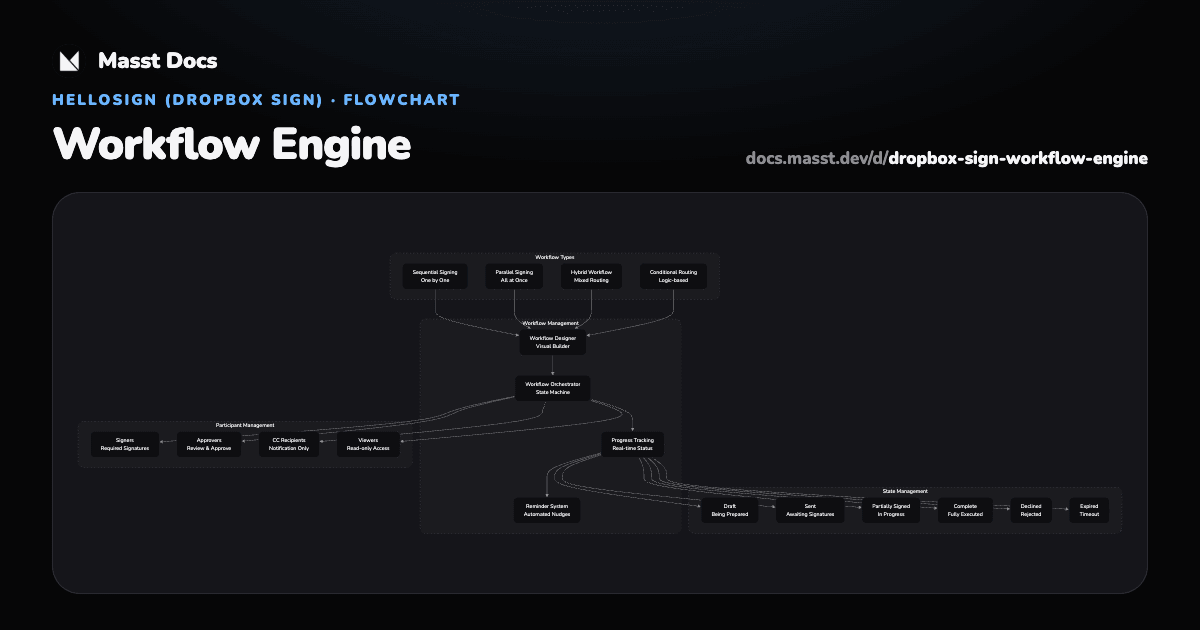 Masst Docs
HELLOSIGN (DROPBOX SIGN) · FLOWCHART
Workflow Engine
docs.masst.dev/d/dropbox-sign-workflow-engine
Workflow Types
Sequential Signing
One by One
Parallel Signing
All at Once
Hybrid Workflow
Mixed Routing
Conditional Routing
Logic-based
Workflow Management
Workflow Designer
Visual Builder
Workflow Orchestrator
State Machine
Participant Management
Signers
Required Signatures
Approvers
Review & Approve
CC Recipients
Notification Only
Viewers
Read-only Access
Progress Tracking
Real-time Status
Reminder System
Automated Nudges
State Management
Draft
Being Prepared
Sent
Awaiting Signatures
Partially Signed
In Progress
Complete
Fully Executed
Declined
Rejected
Expired
Timeout